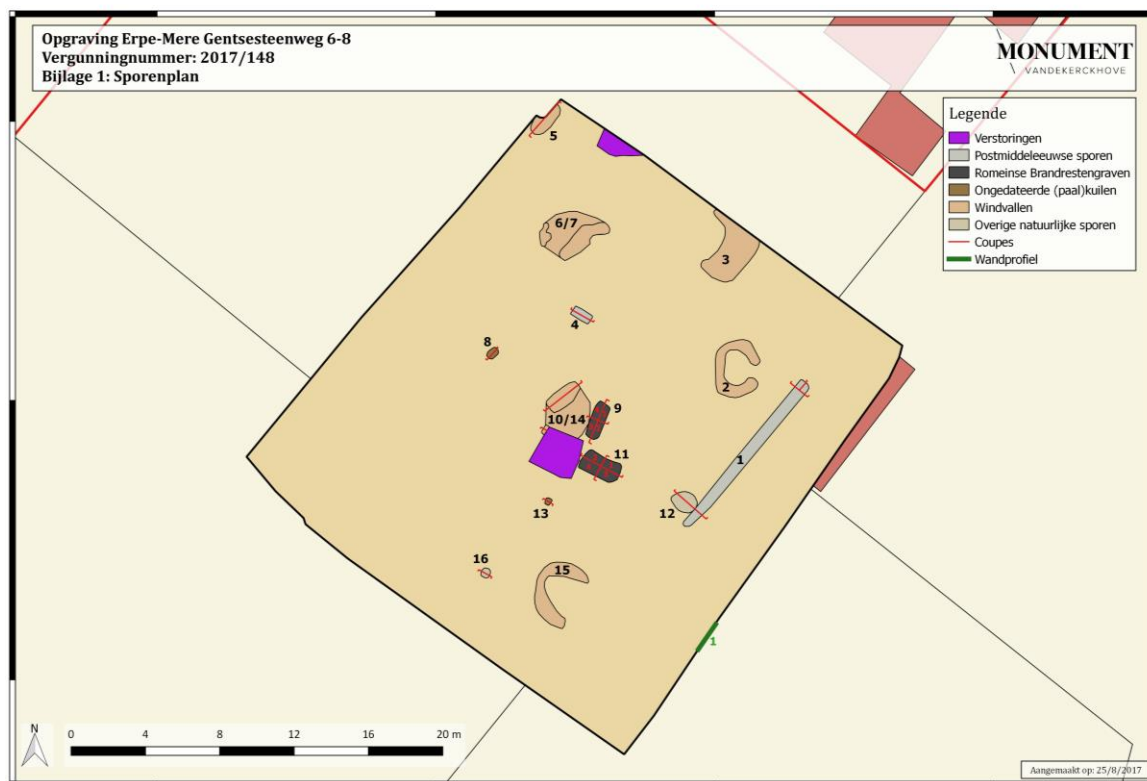 Opgraving Erpe-Mere Gentsesteenweg 6-8
Vergunningnummer: 2017/148
Bijlage 1: Sporenplan
MONUMENT
VANDEKERCKHOVE
Legende
Verstoringen
Postmiddeleeuwse sporen
Romeinse Brandrestengraven
Ongedateerde (paal)kuilen
Windvallen
Overige natuurlijke sporen
Coupes
Wandprofiel
5
6/7
3
4
8
2
9
10/14
11
1
12
13
16
15
1
N
0 4 8 12 16 20 m
Aangemaakt op: 25/8/2017